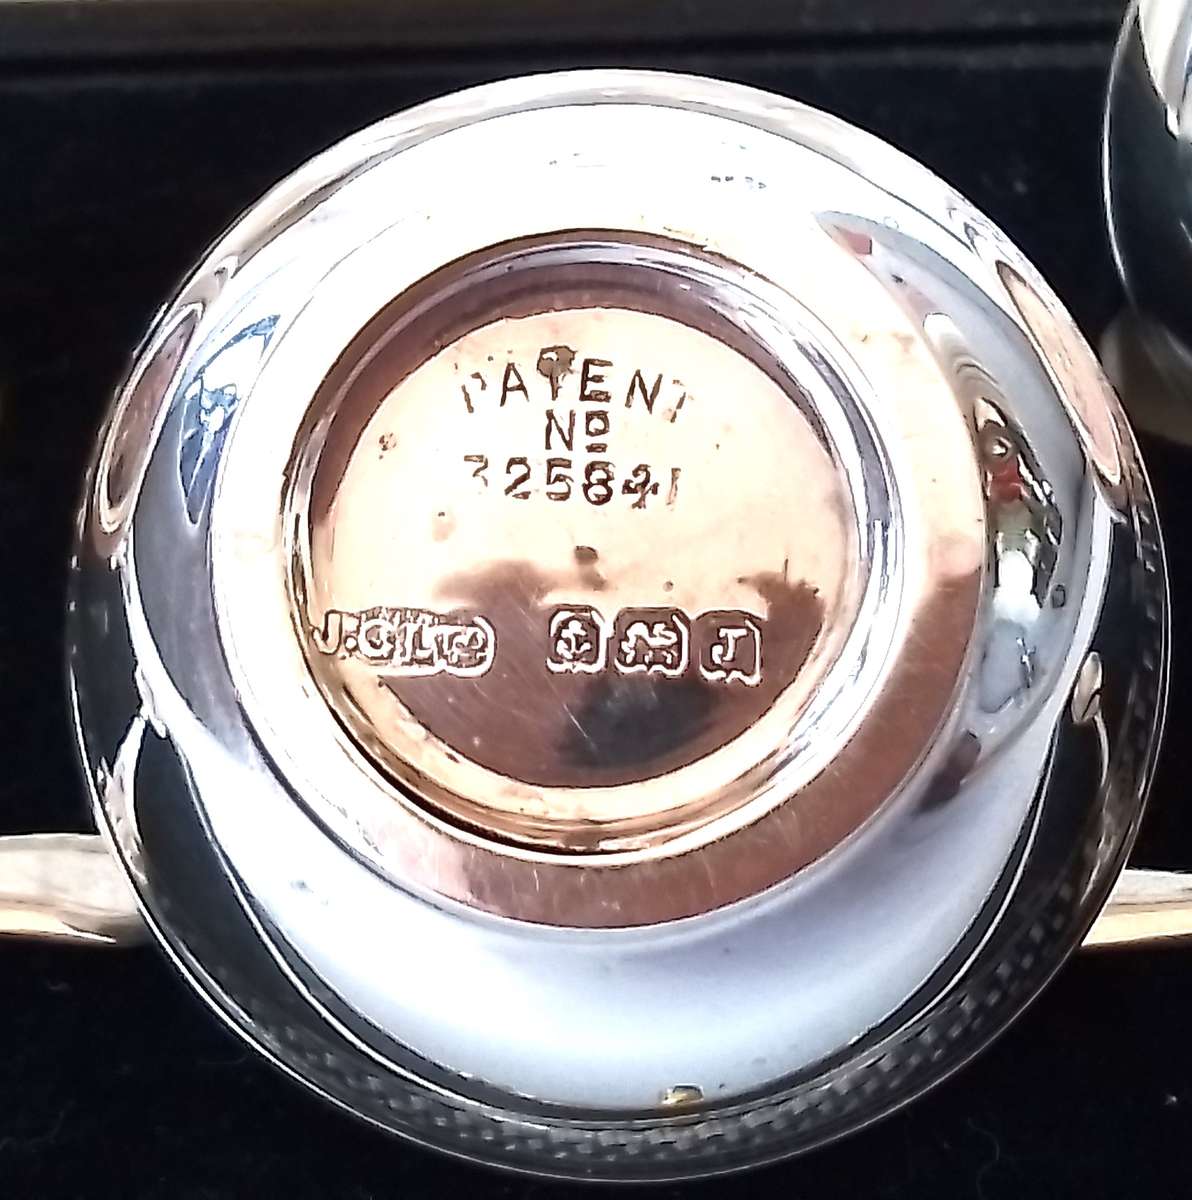 PATENT
Nº
325841
J.G LTD J